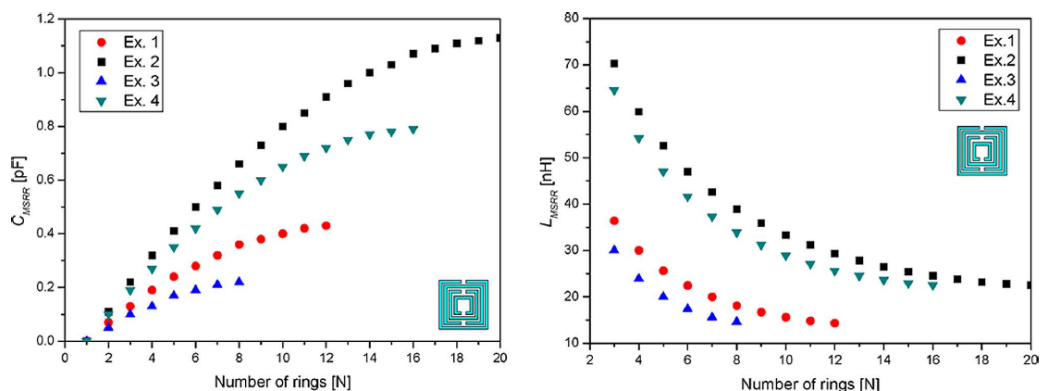 1.2
1.0
0.8
0.6
0.4
0.2
0.0
0 2 4 6 8 10 12 14 16 18 20
C_MSRR [pF]
Number of rings [N]
Ex. 1
Ex. 2
Ex. 3
Ex. 4
80
70
60
50
40
30
20
10
2 4 6 8 10 12 14 16 18 20
L_MSRR [nH]
Number of rings [N]
Ex.1
Ex.2
Ex.3
Ex.4